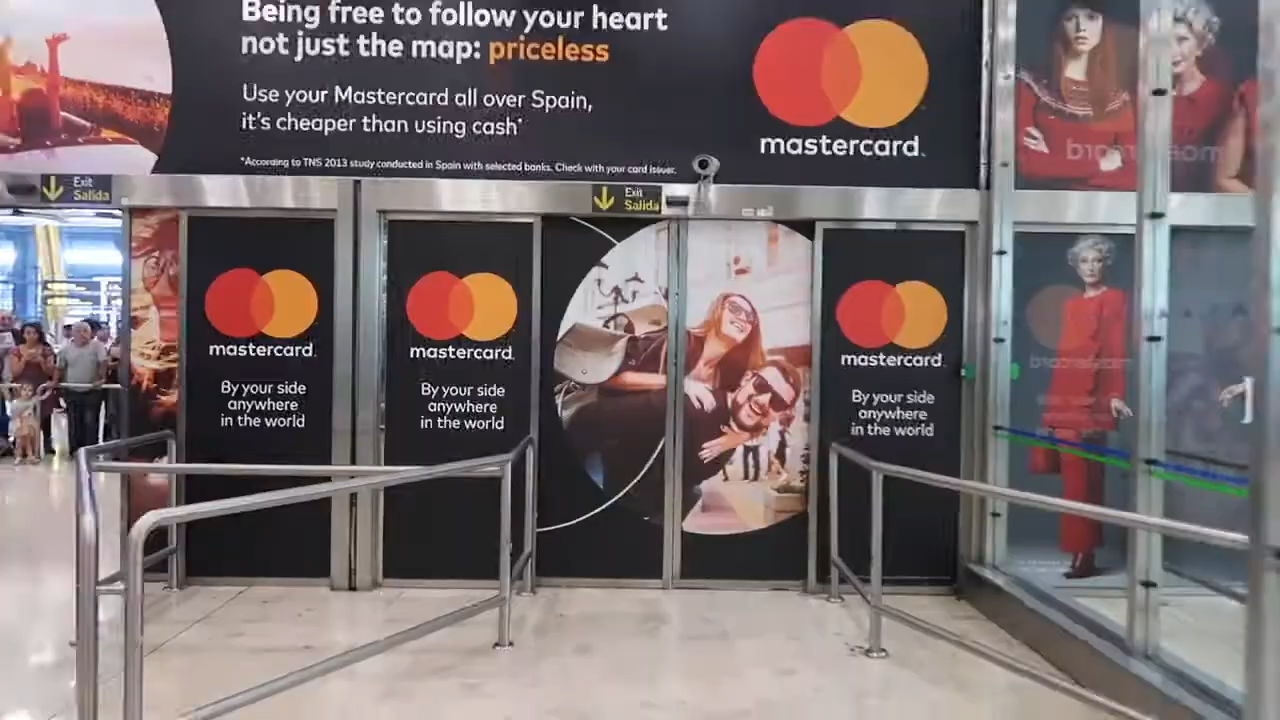 Being free to follow your heart
not just the map: priceless
Use your Mastercard all over Spain,
it's cheaper than using cash*
*According to TNS 2013 study conducted in Spain with selected banks. Check with your card issuer.
mastercard.
Exit
Salida
Exit
Salida
mastercard.
By your side
anywhere
in the world
mastercard.
By your side
anywhere
in the world
mastercard.
By your side
anywhere
in the world